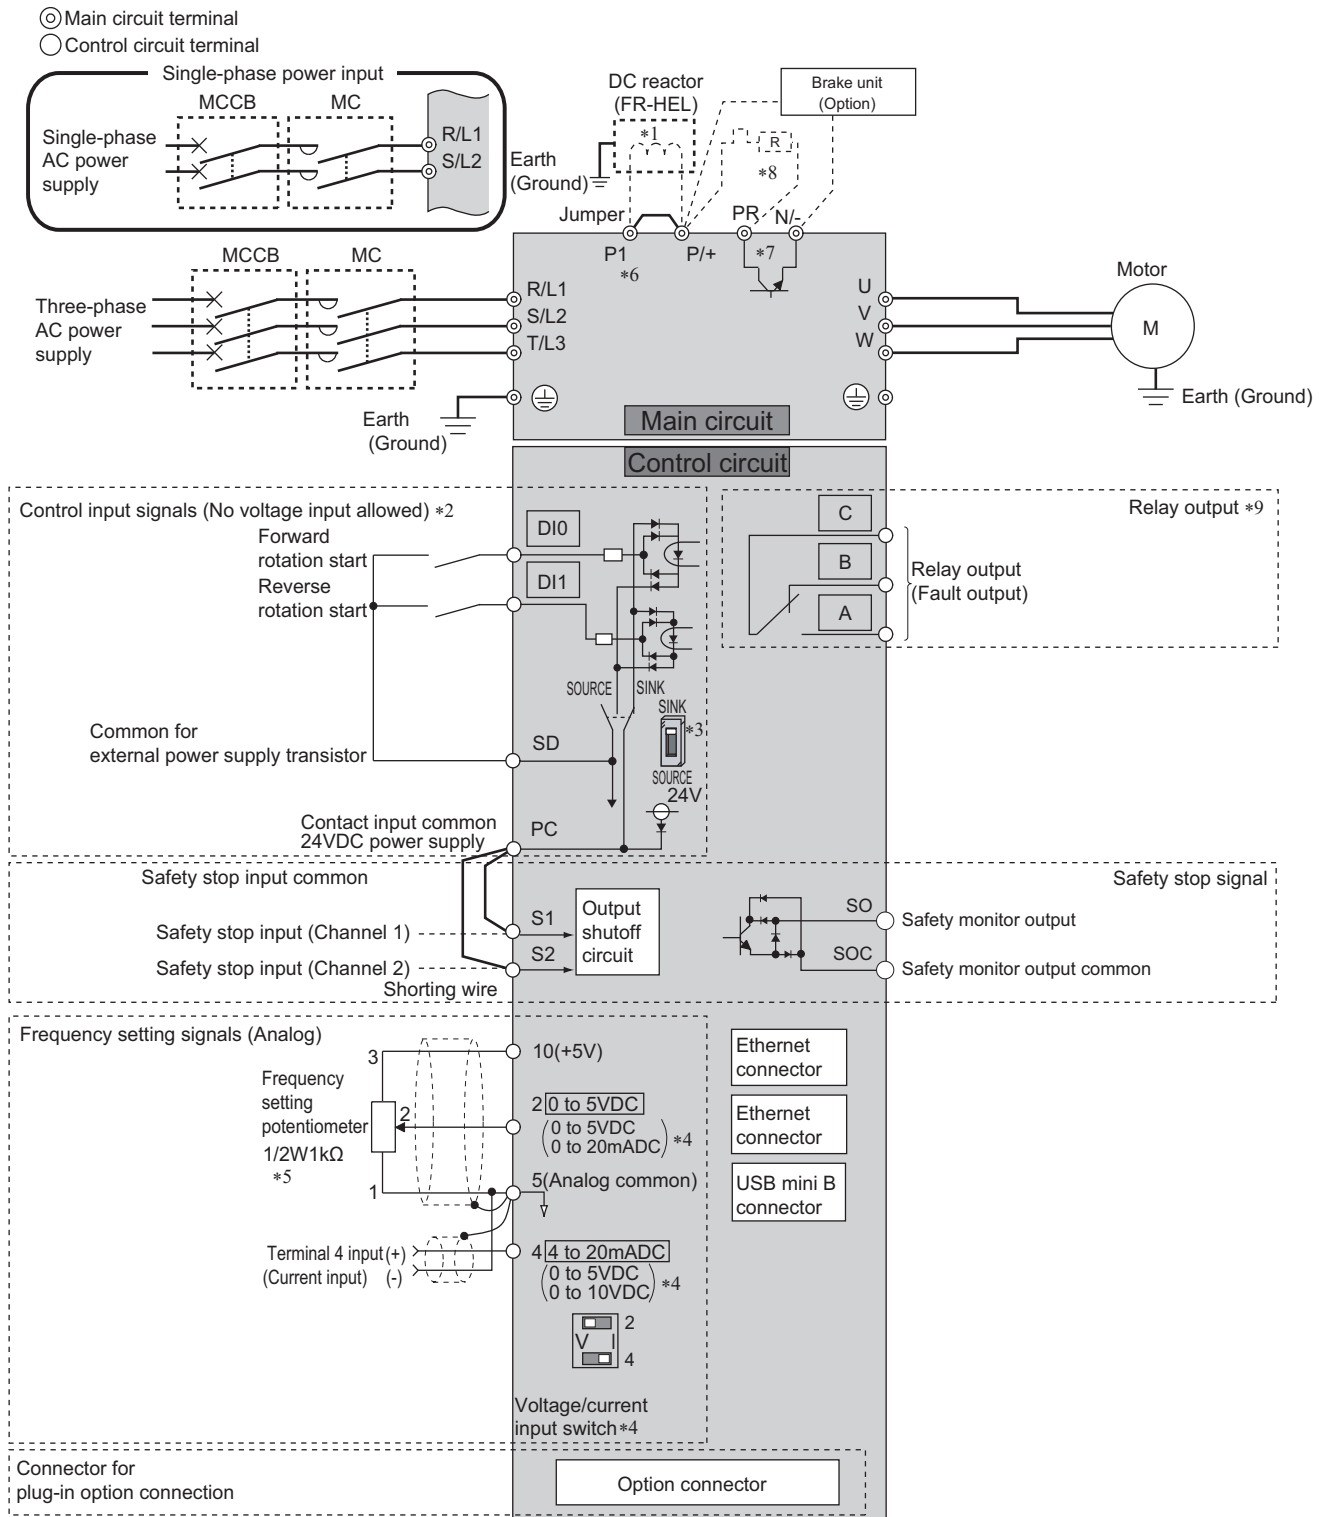 Main circuit terminal
Control circuit terminal
Single-phase power input
MCCB
MC
Single-phase
AC power
supply
R/L1
S/L2
DC reactor
(FR-HEL)
*1
Earth
(Ground)
Brake unit
(Option)
R
*8
Jumper
PR
N/-
P1
*6
P/+
*7
MCCB
MC
Three-phase
AC power
supply
R/L1
S/L2
T/L3
U
V
W
Motor
M
Earth (Ground)
Earth
(Ground)
Main circuit
Control circuit
Control input signals (No voltage input allowed) *2
Forward
rotation start
Reverse
rotation start
DI0
DI1
SOURCE
SINK
SINK
*3
SOURCE
24V
Common for
external power supply transistor
SD
Contact input common
24VDC power supply
PC
Relay output *9
C
B
A
Relay output
(Fault output)
Safety stop input common
Safety stop signal
Safety stop input (Channel 1)
S1
Safety stop input (Channel 2)
S2
Shorting wire
Output
shutoff
circuit
SO
Safety monitor output
SOC
Safety monitor output common
Frequency setting signals (Analog)
3
Frequency
setting
potentiometer
1/2W1kΩ
*5
2
1
10(+5V)
2 0 to 5VDC
(0 to 5VDC
0 to 20mADC) *4
5(Analog common)
Terminal 4 input (+)
(Current input) (-)
4 4 to 20mADC
(0 to 5VDC
0 to 10VDC) *4
2
V I
4
Voltage/current
input switch *4
Ethernet
connector
Ethernet
connector
USB mini B
connector
Connector for
plug-in option connection
Option connector